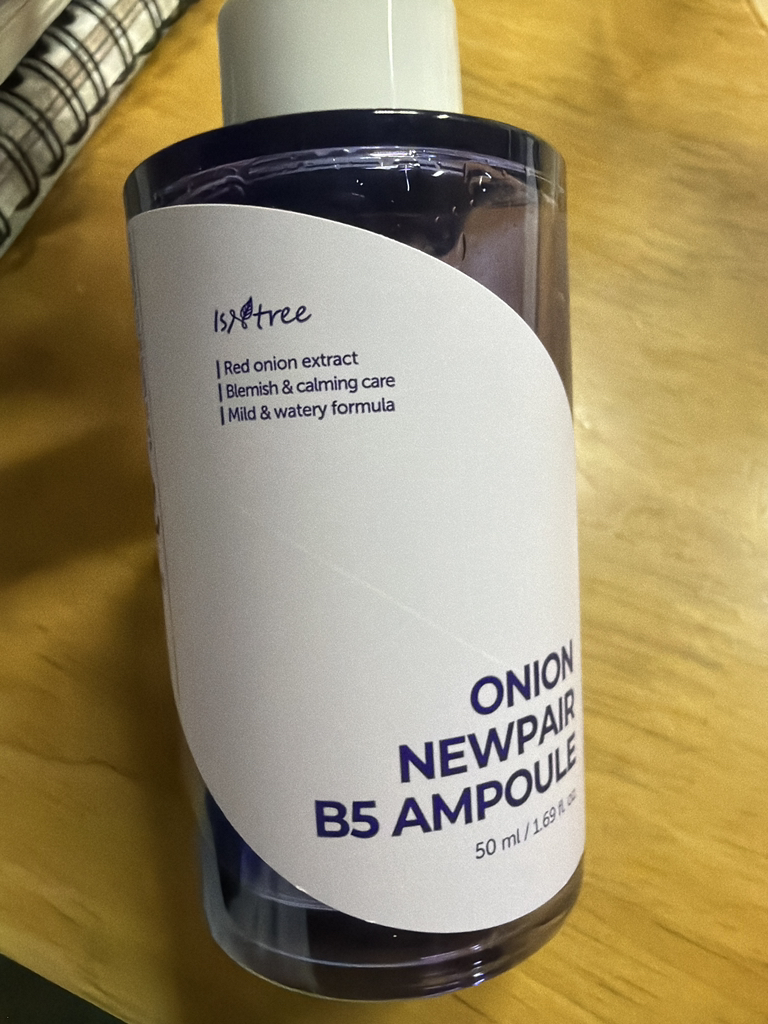 Isntree
Red onion extract
Blemish & calming care
Mild & watery formula
ONION
NEWPAIR
B5 AMPOULE
50 ml / 1.69 fl. oz.